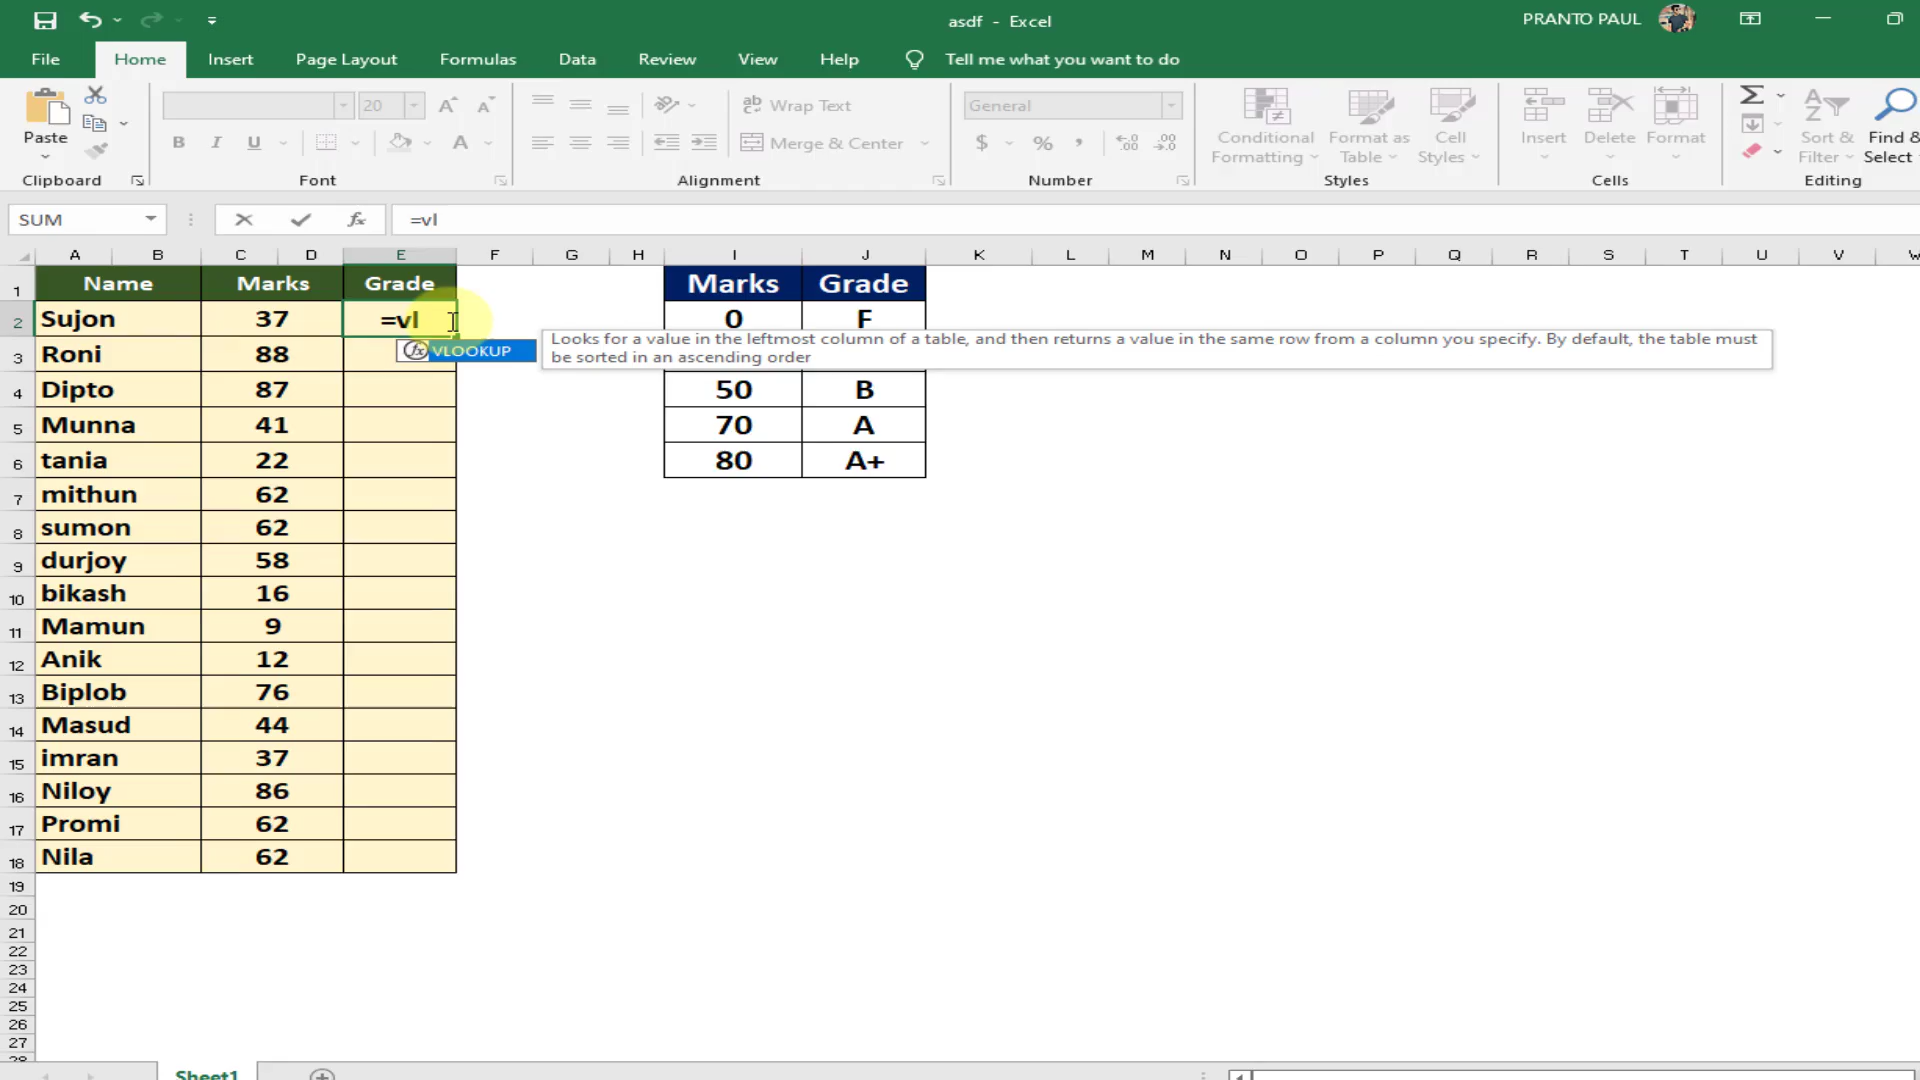 asdf - Excel
PRANTO PAUL
File Home Insert Page Layout Formulas Data Review View Help Tell me what you want to do
Paste
Clipboard
20
A A
B I U A
Font
ab Wrap Text
Merge & Center
Alignment
General
$ % , .00 .00
Number
Conditional Formatting
Format as Table
Cell Styles
Styles
Insert Delete Format
Cells
Sort & Filter
Find & Select
Editing
SUM fx =vl
A B C D E F G H I J K L M N O P Q R S T U V W
1 Name Marks Grade Marks Grade
2 Sujon 37 =vl 0 F
VLOOKUP
Looks for a value in the leftmost column of a table, and then returns a value in the same row from a column you specify. By default, the table must
be sorted in an ascending order
3 Roni 88
4 Dipto 87 50 B
5 Munna 41 70 A
6 tania 22 80 A+
7 mithun 62
8 sumon 62
9 durjoy 58
10 bikash 16
11 Mamun 9
12 Anik 12
13 Biplob 76
14 Masud 44
15 imran 37
16 Niloy 86
17 Promi 62
18 Nila 62
19
20
21
22
23
24
25
26
27
28
Sheet1